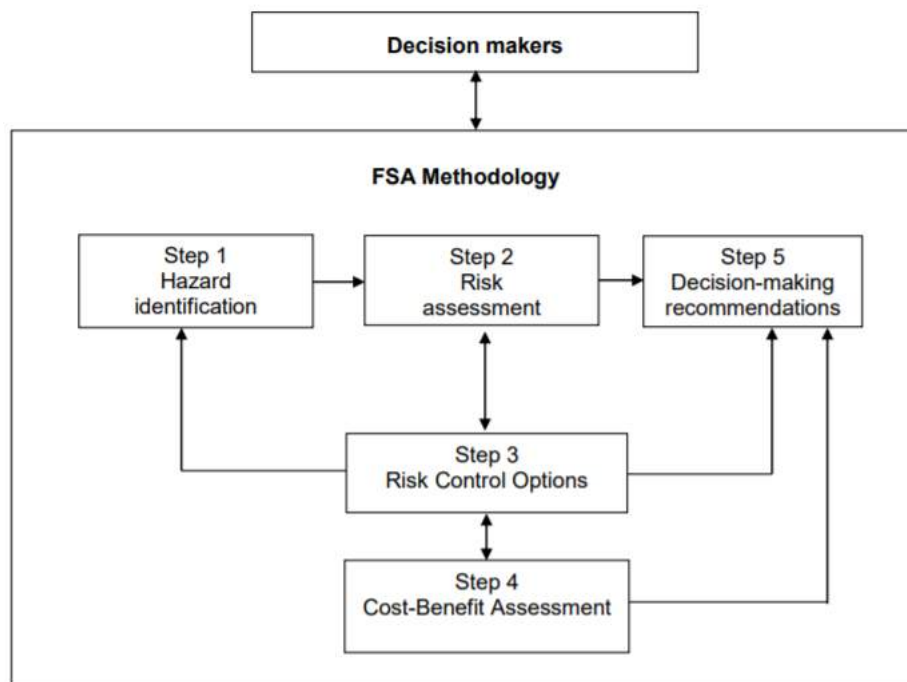 Decision makers
FSA Methodology
Step 1
Hazard
identification
Step 2
Risk
assessment
Step 5
Decision-making
recommendations
Step 3
Risk Control Options
Step 4
Cost-Benefit Assessment